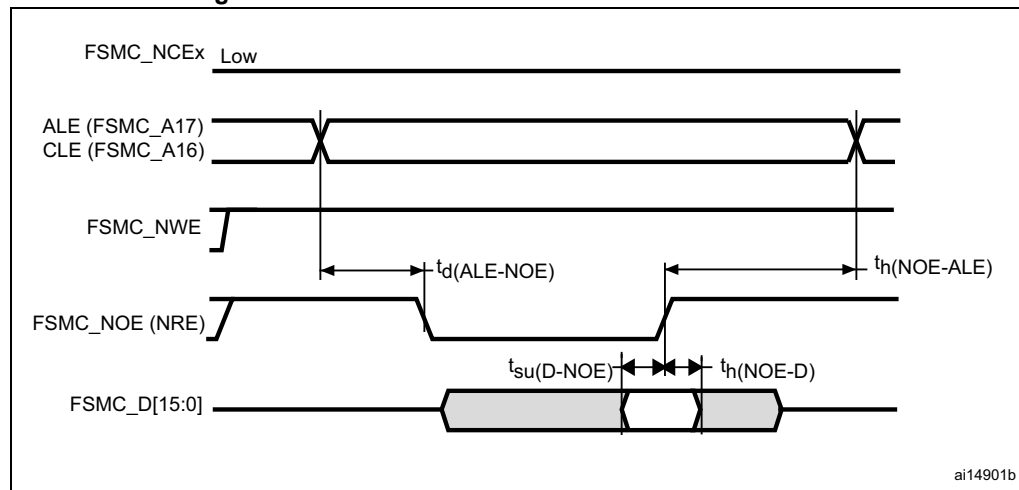 FSMC_NCEx Low
ALE (FSMC_A17)
CLE (FSMC_A16)
FSMC_NWE
td(ALE-NOE) th(NOE-ALE)
FSMC_NOE (NRE)
tsu(D-NOE) th(NOE-D)
FSMC_D[15:0]
ai14901b